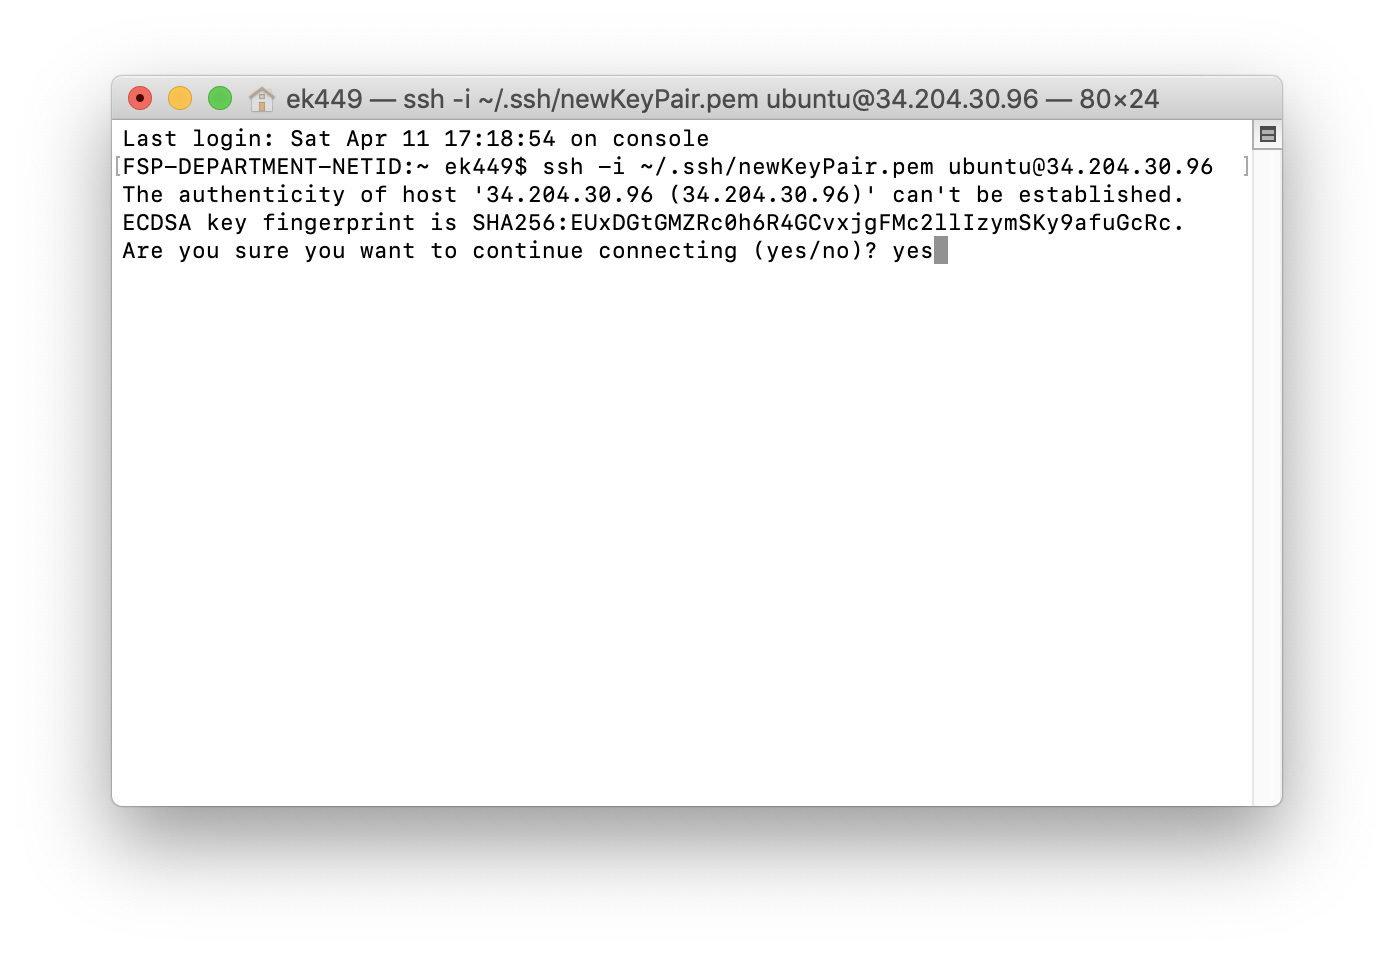 ek449 — ssh -i ~/.ssh/newKeyPair.pem ubuntu@34.204.30.96 — 80×24
Last login: Sat Apr 11 17:18:54 on console
[FSP-DEPARTMENT-NETID:~ ek449$ ssh -i ~/.ssh/newKeyPair.pem ubuntu@34.204.30.96 ]
The authenticity of host '34.204.30.96 (34.204.30.96)' can't be established.
ECDSA key fingerprint is SHA256:EUxDGtGMZRc0h6R4GCvxjgFMc2llIzymSKy9afuGcRc.
Are you sure you want to continue connecting (yes/no)? yes